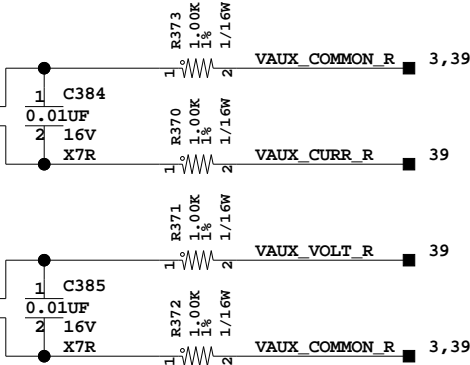 R373
1.00K
1%
1/16W
1
2
VAUX_COMMON_R
3,39
1
C384
0.01UF
2
16V
X7R
R370
1.00K
1%
1/16W
1
2
VAUX_CURR_R
39
R371
1.00K
1%
1/16W
1
2
VAUX_VOLT_R
39
1
C385
0.01UF
2
16V
X7R
R372
1.00K
1%
1/16W
1
2
VAUX_COMMON_R
3,39